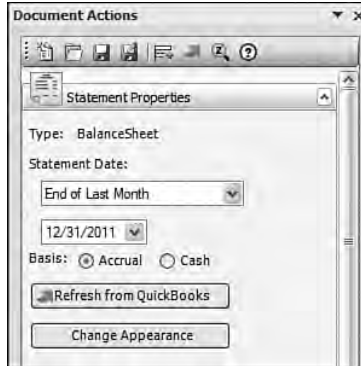 Document Actions
Statement Properties
Type: BalanceSheet
Statement Date:
End of Last Month
12/31/2011
Basis: Accrual Cash
Refresh from QuickBooks
Change Appearance